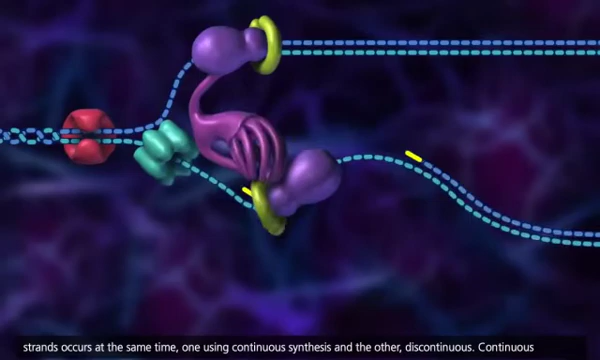 strands occurs at the same time, one using continuous synthesis and the other, discontinuous. Continuous